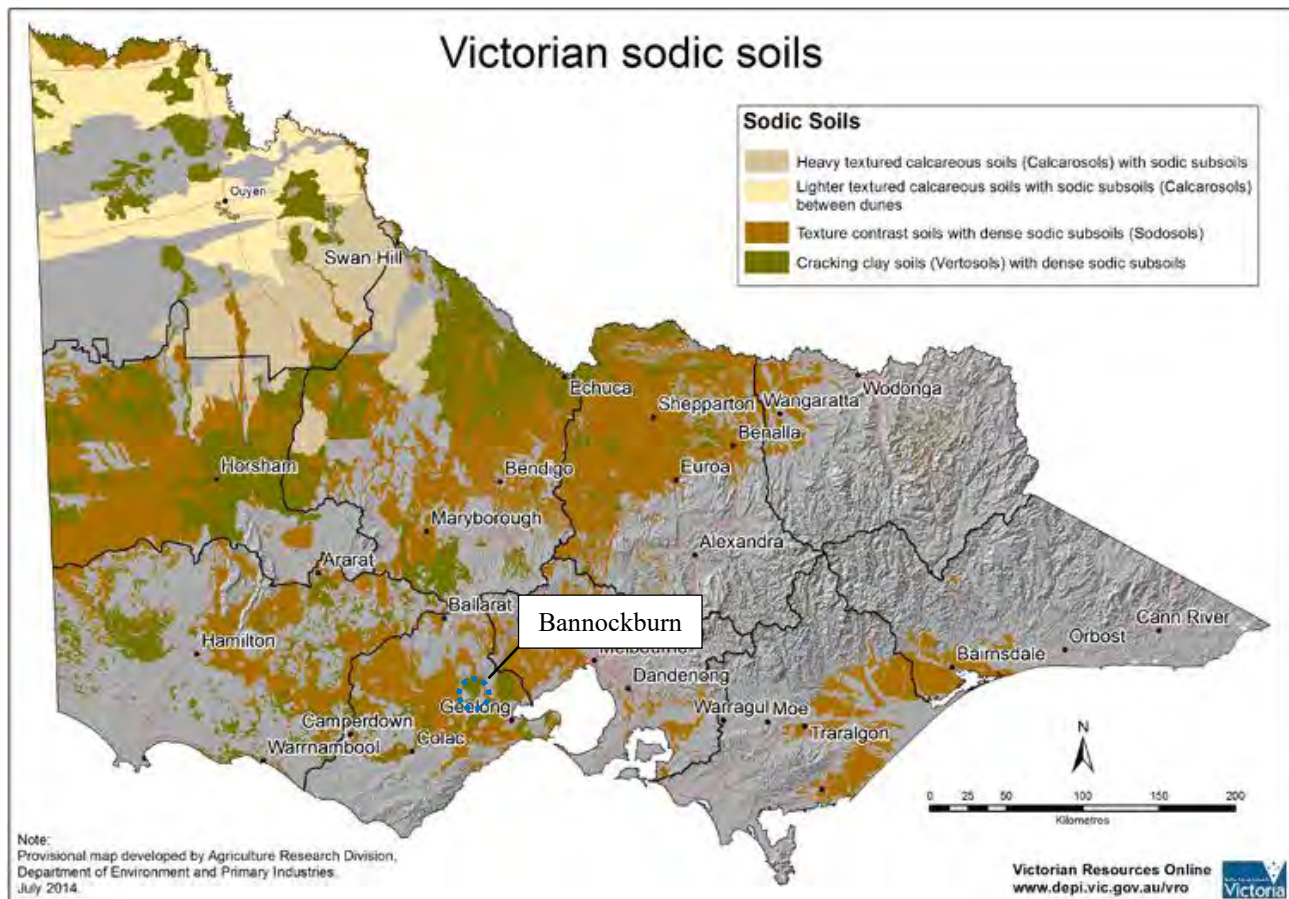 Victorian sodic soils
Sodic Soils
Heavy textured calcareous soils (Calcarosols) with sodic subsoils
Lighter textured calcareous soils with sodic subsoils (Calcarosols)
between dunes
Texture contrast soils with dense sodic subsoils (Sodosols)
Cracking clay soils (Vertosols) with dense sodic subsoils
Ouyen
Swan Hill
Echuca
Wodonga
Shepparton
Wangaratta
Benalla
Horsham
Bendigo
Euroa
Maryborough
Alexandra
Ararat
Ballarat
Bannockburn
Cann River
Orbost
Hamilton
Melbourne
Bairnsdale
Dandenong
Geelong
Warragul
Moe
Camperdown
Traralgon
Colac
Warrnambool
N
0 25 50 100 150 200
Kilometres
Note:
Provisional map developed by Agriculture Research Division,
Department of Environment and Primary Industries.
July 2014.
Victorian Resources Online
www.depi.vic.gov.au/vro
Victoria